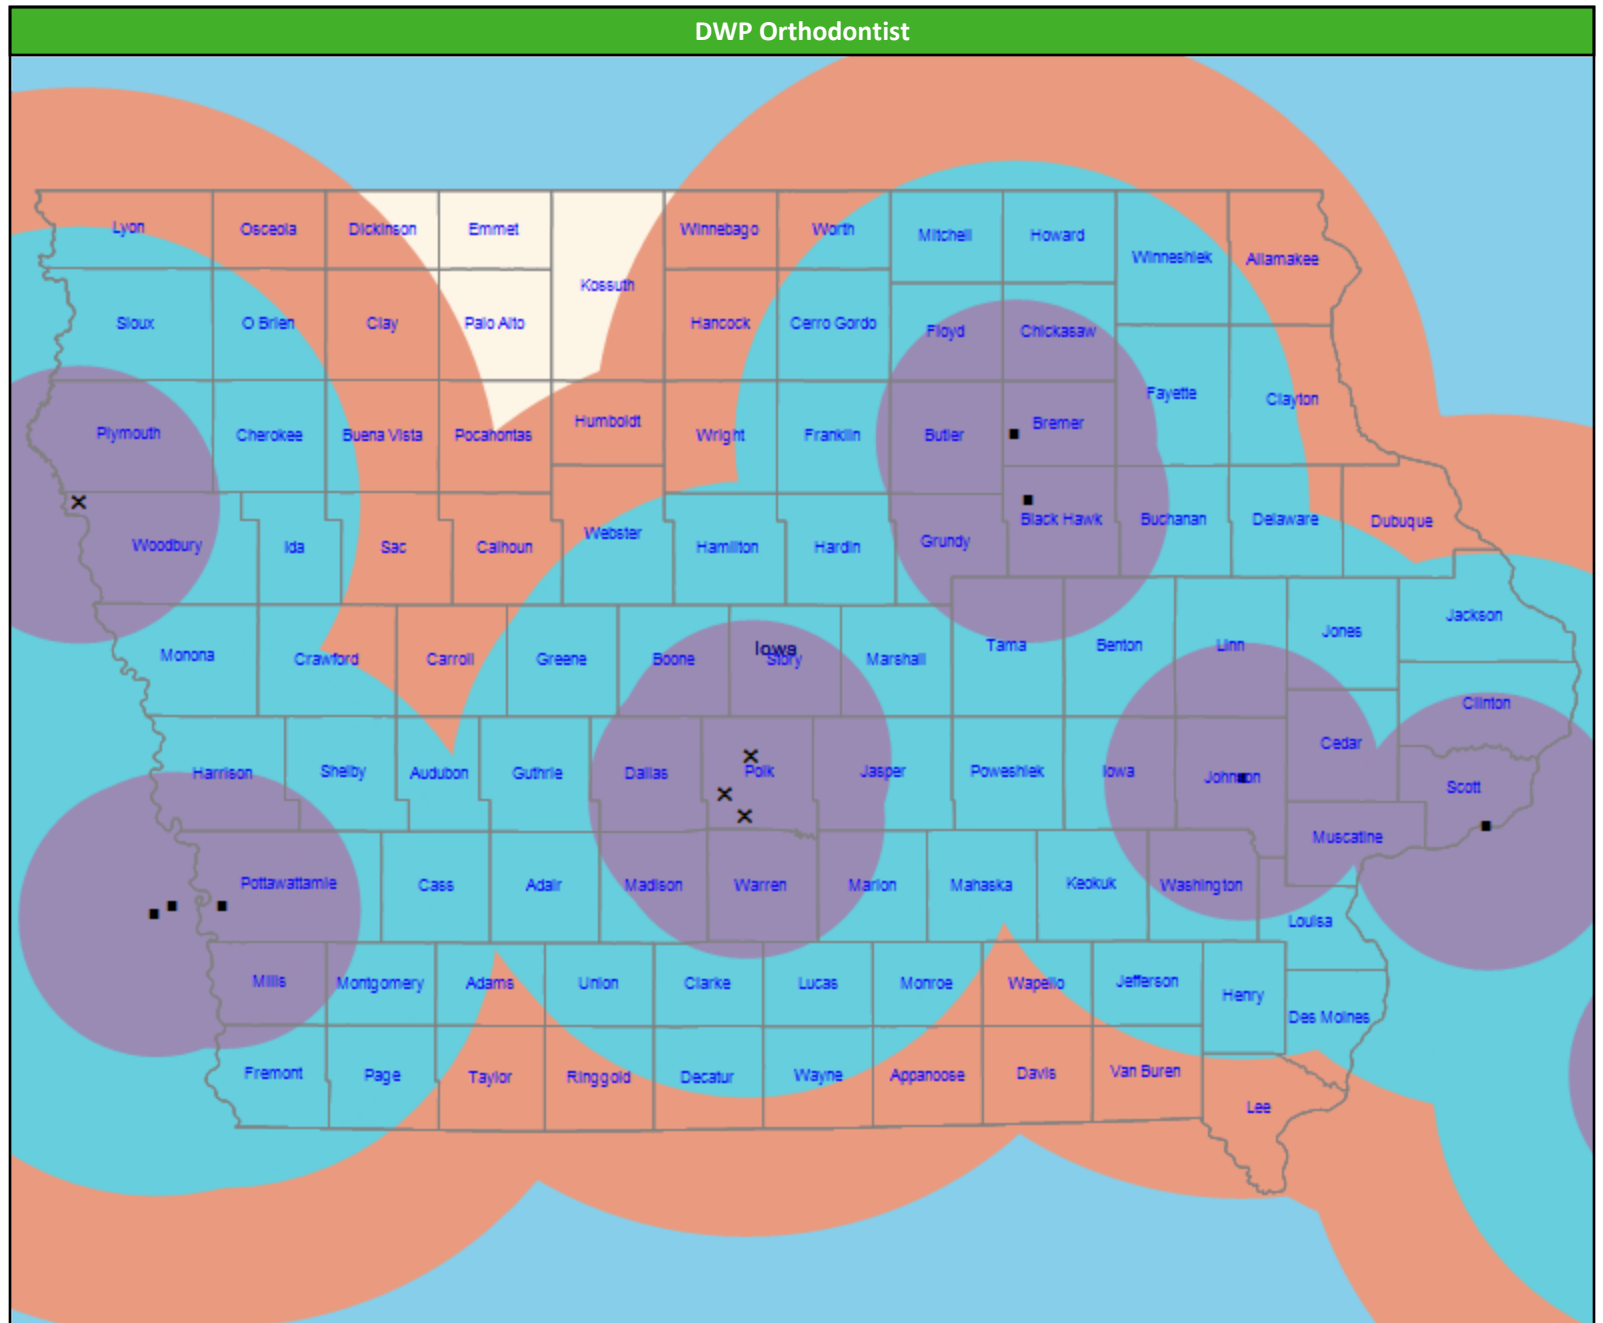 DWP Orthodontist
Lyon
Osceola
Dickinson
Emmet
Kossuth
Winnebago
Worth
Mitchell
Howard
Winneshiek
Allamakee
Sioux
O Brien
Clay
Palo Alto
Hancock
Cerro Gordo
Floyd
Chickasaw
Fayette
Clayton
Plymouth
Cherokee
Buena Vista
Pocahontas
Humboldt
Wright
Franklin
Butler
Bremer
Woodbury
Ida
Sac
Calhoun
Webster
Hamilton
Hardin
Grundy
Black Hawk
Buchanan
Delaware
Dubuque
Monona
Crawford
Carroll
Greene
Boone
Iowa
Story
Marshall
Tama
Benton
Linn
Jones
Jackson
Clinton
Harrison
Shelby
Audubon
Guthrie
Dallas
Polk
Jasper
Poweshiek
Iowa
Johnson
Cedar
Scott
Muscatine
Pottawattamie
Cass
Adair
Madison
Warren
Marion
Mahaska
Keokuk
Washington
Louisa
Mills
Montgomery
Adams
Union
Clarke
Lucas
Monroe
Wapello
Jefferson
Henry
Des Moines
Fremont
Page
Taylor
Ringgold
Decatur
Wayne
Appanoose
Davis
Van Buren
Lee